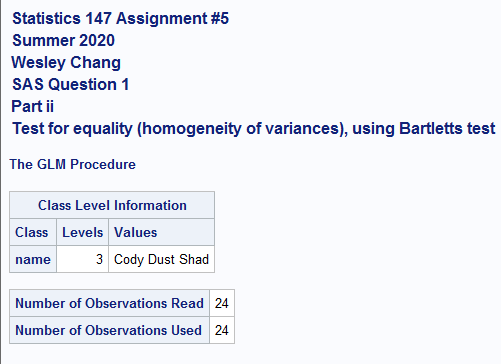 Statistics 147 Assignment #5
Summer 2020
Wesley Chang
SAS Question 1
Part ii
Test for equality (homogeneity of variances), using Bartletts test
The GLM Procedure
Class Level Information
Class Levels Values
name 3 Cody Dust Shad
Number of Observations Read 24
Number of Observations Used 24